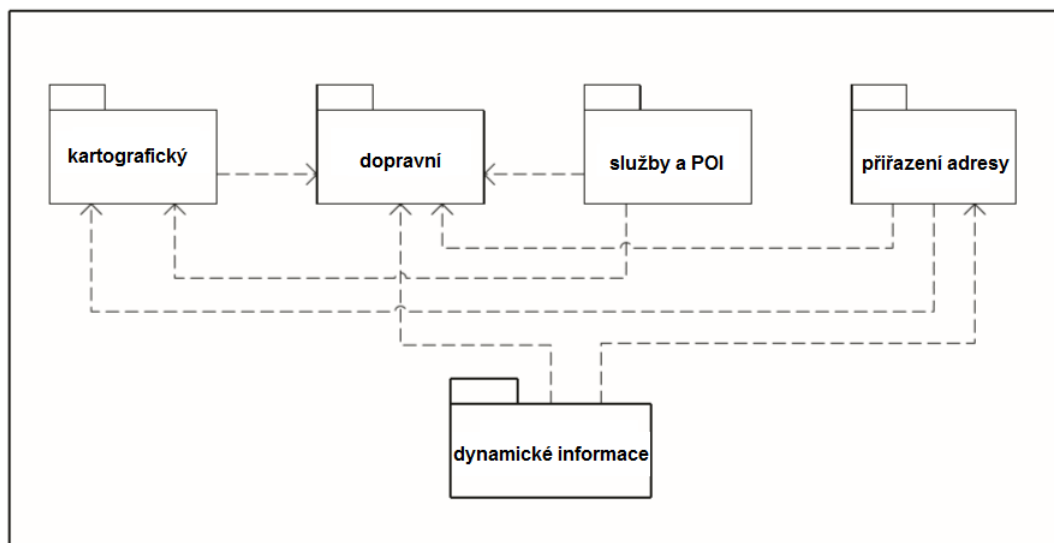 kartografický
dopravní
služby a POI
přiřazení adresy
dynamické informace